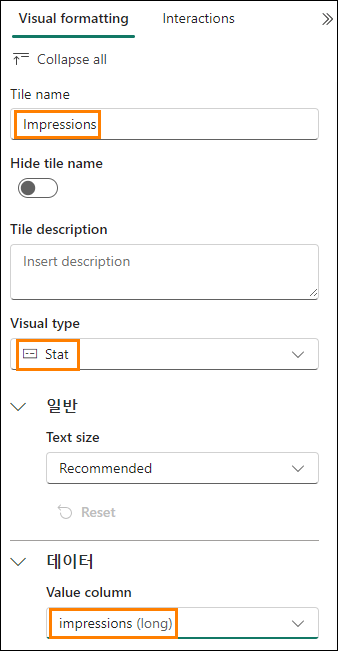 Visual formatting Interactions
Collapse all
Tile name
Impressions
Hide tile name
Tile description
Insert description
Visual type
Stat
일반
Text size
Recommended
Reset
데이터
Value column
impressions (long)